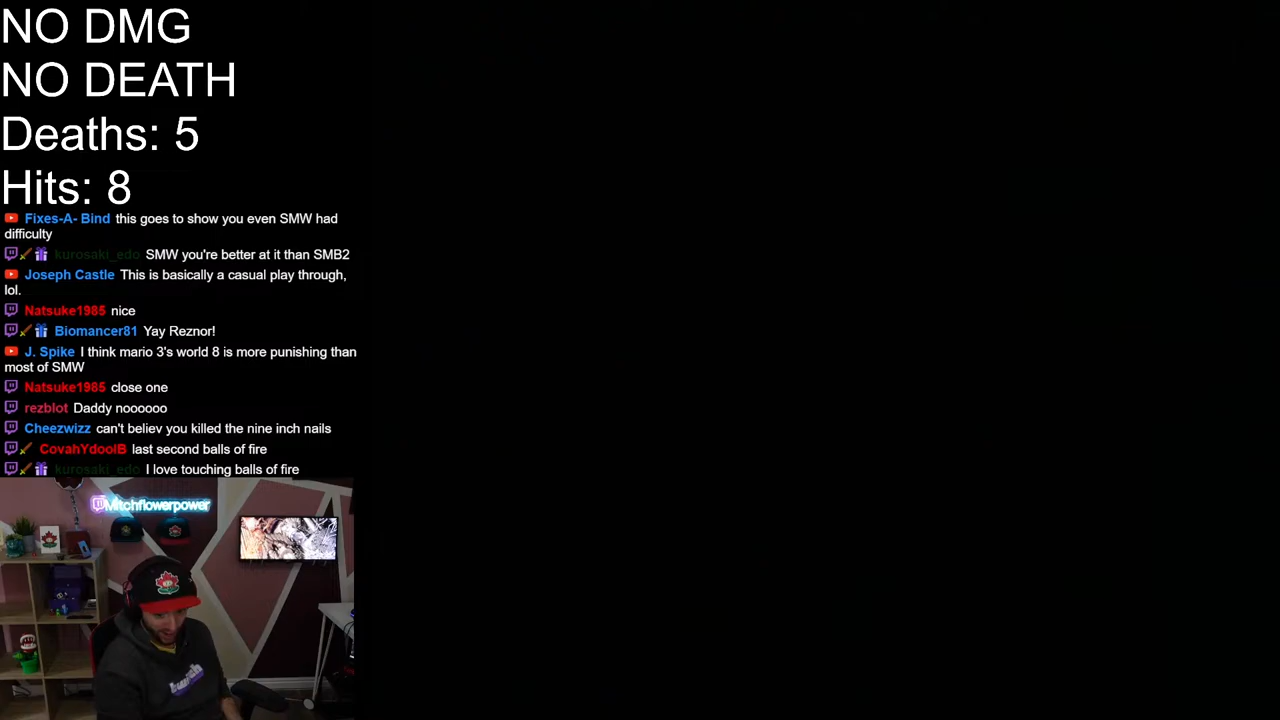 NO DMG
NO DEATH
Deaths: 5
Hits: 8
Fixes-A- Bind this goes to show you even SMW had
difficulty
kurosaki_edo SMW you're better at it than SMB2
Joseph Castle This is basically a casual play through,
lol.
Natsuke1985 nice
Biomancer81 Yay Reznor!
J. Spike I think mario 3's world 8 is more punishing than
most of SMW
Natsuke1985 close one
rezblot Daddy noooooo
Cheezwizz can't believ you killed the nine inch nails
CovahYdoolB last second balls of fire
kurosaki_edo I love touching balls of fire
Mitchflowerpower